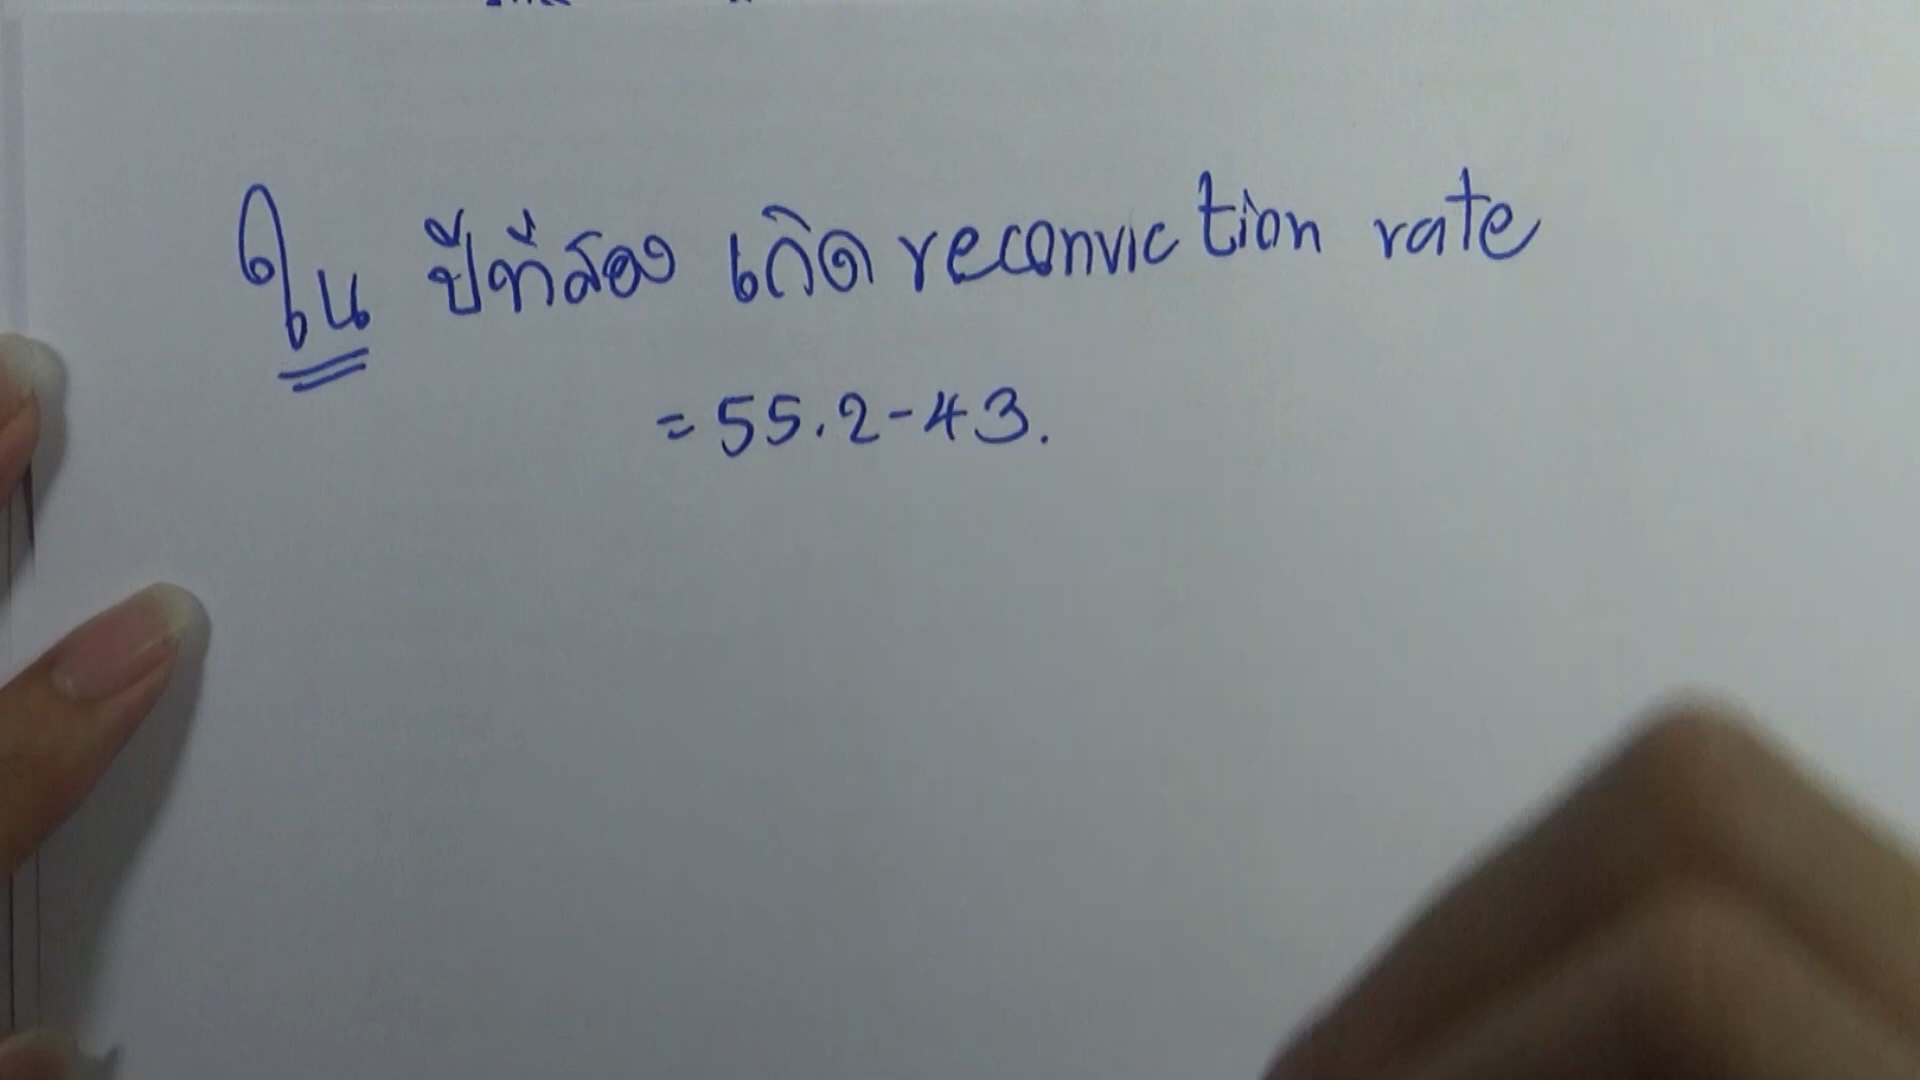 ใน ปีที่สอง เกิด reconviction rate
= 55.2-43.